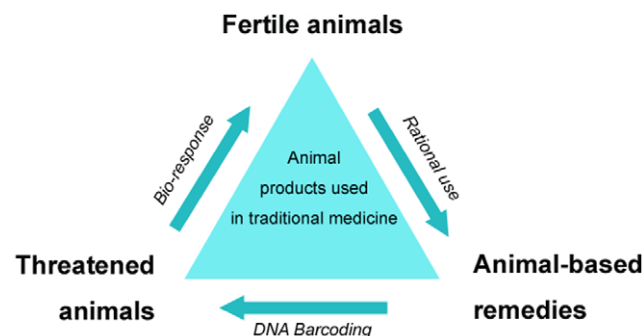 Fertile animals
Bio-response
Rational use
Animal
products used
in traditional medicine
Threatened
animals
Animal-based
remedies
DNA Barcoding